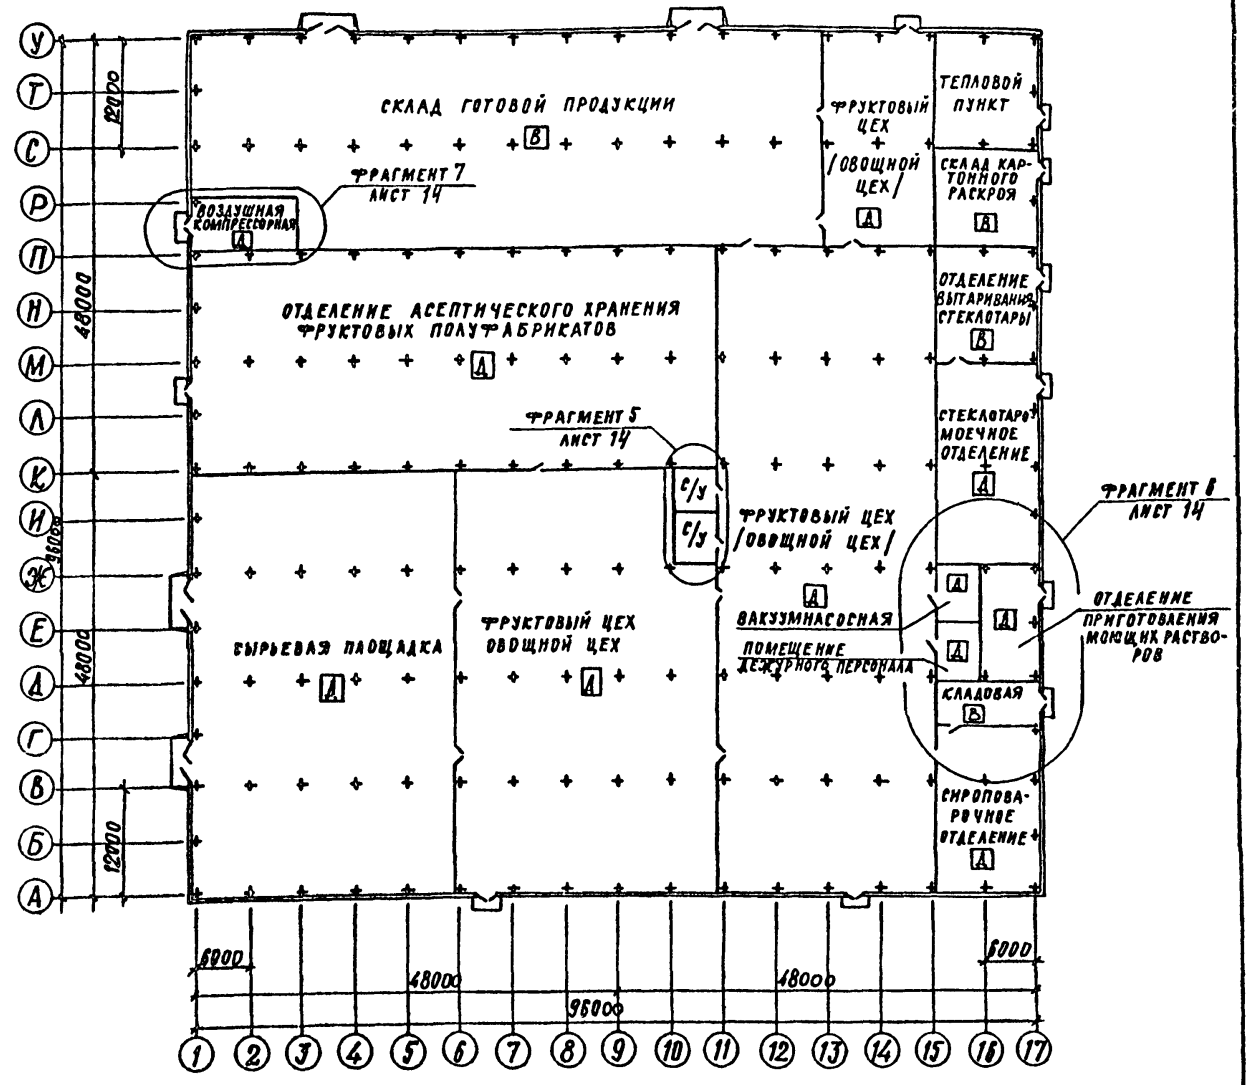 У
Т
С
Р
П
Н
М
Л
К
И
Ж
Е
Д
Г
В
Б
А
12000
48000
96000
48000
12000
СКЛАД ГОТОВОЙ ПРОДУКЦИИ
В
ФРУКТОВЫЙ
ЦЕХ
/ОВОЩНОЙ
ЦЕХ/
Д
ТЕПЛОВОЙ
ПУНКТ
СКЛАД КАР-
ТОННОГО
РАСКРОЯ
В
ФРАГМЕНТ 7
ЛИСТ 14
ВОЗДУШНАЯ
КОМПРЕССОРНАЯ
Д
ОТДЕЛЕНИЕ АСЕПТИЧЕСКОГО ХРАНЕНИЯ
ФРУКТОВЫХ ПОЛУФАБРИКАТОВ
Д
ОТДЕЛЕНИЕ
ВЫТАРИВАНИЯ
СТЕКЛОТАРЫ
В
ФРАГМЕНТ 5
ЛИСТ 14
С/У
С/У
СТЕКЛОТАРО
МОЕЧНОЕ
ОТДЕЛЕНИЕ
Д
ФРАГМЕНТ 6
ЛИСТ 14
ФРУКТОВЫЙ ЦЕХ
/ОВОЩНОЙ ЦЕХ/
Д
ВАКУУМНАСОСНАЯ
Д
ПОМЕЩЕНИЕ
ДЕЖУРНОГО ПЕРСОНАЛА
Д
Д
ОТДЕЛЕНИЕ
ПРИГОТОВЛЕНИЯ
МОЮЩИХ РАСТВО-
РОВ
СЫРЬЕВАЯ ПЛОЩАДКА
Д
ФРУКТОВЫЙ ЦЕХ
ОВОЩНОЙ ЦЕХ
Д
КЛАДОВАЯ
В
СИРОПОВА-
РОЧНОЕ
ОТДЕЛЕНИЕ
Д
6000
48000
48000
6000
96000
1 2 3 4 5 6 7 8 9 10 11 12 13 14 15 16 17